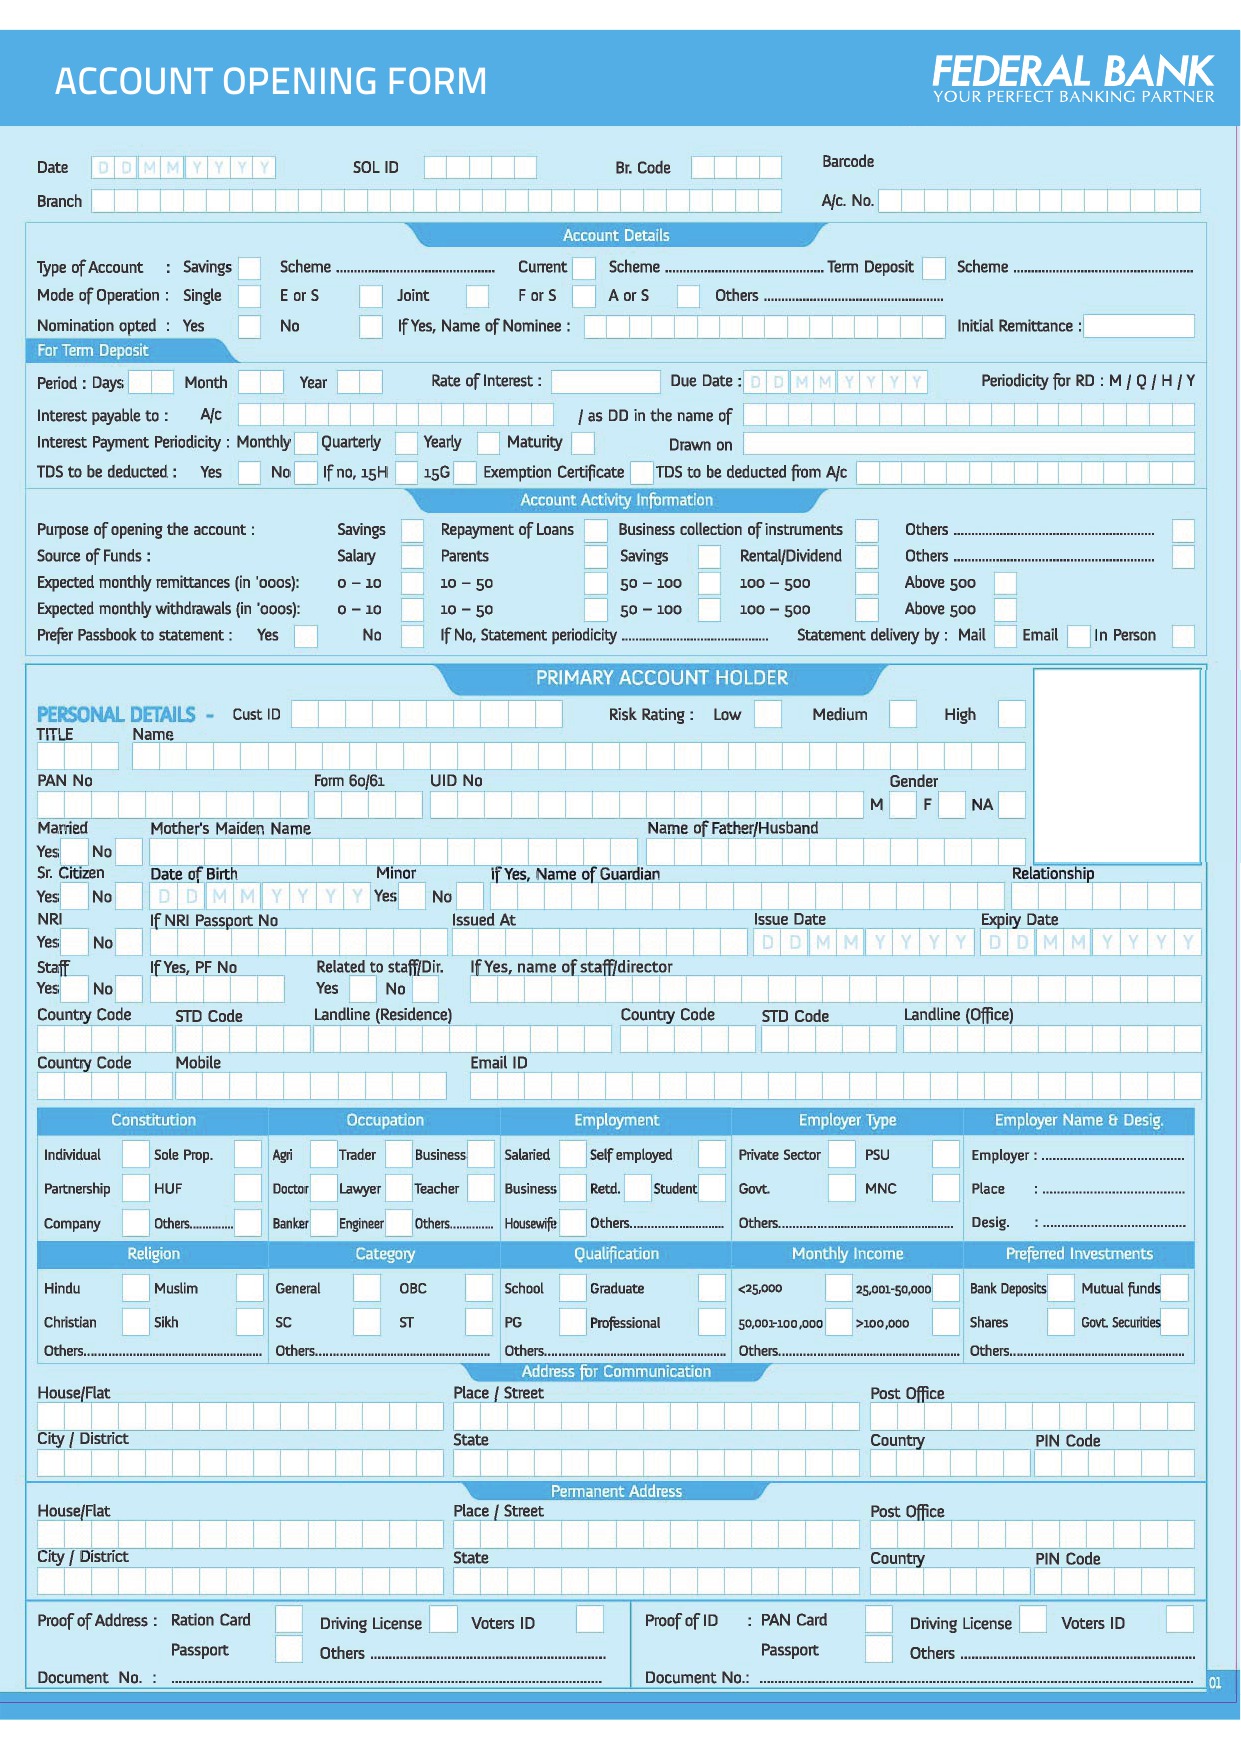 ACCOUNT OPENING FORM
FEDERAL BANK
YOUR PERFECT BANKING PARTNER
Date D D M M Y Y Y Y SOL ID Br. Code Barcode
Branch A/c. No.
Account Details
Type of Account : Savings Scheme ............................................ Current Scheme ............................................ Term Deposit Scheme ..................................................
Mode of Operation : Single E or S Joint F or S A or S Others ..................................................
Nomination opted : Yes No If Yes, Name of Nominee : Initial Remittance :
For Term Deposit
Period : Days Month Year Rate of Interest : Due Date : D D M M Y Y Y Y Periodicity for RD : M / Q / H / Y
Interest payable to : A/c / as DD in the name of
Interest Payment Periodicity : Monthly Quarterly Yearly Maturity Drawn on
TDS to be deducted : Yes No If no, 15H 15G Exemption Certificate TDS to be deducted from A/c
Account Activity Information
Purpose of opening the account : Savings Repayment of Loans Business collection of instruments Others ........................................................
Source of Funds : Salary Parents Savings Rental/Dividend Others ........................................................
Expected monthly remittances (in '000s): 0 – 10 10 – 50 50 – 100 100 – 500 Above 500
Expected monthly withdrawals (in '000s): 0 – 10 10 – 50 50 – 100 100 – 500 Above 500
Prefer Passbook to statement : Yes No If No, Statement periodicity .......................................... Statement delivery by : Mail Email In Person
PRIMARY ACCOUNT HOLDER
PERSONAL DETAILS - Cust ID Risk Rating : Low Medium High
TITLE Name
PAN No Form 60/61 UID No Gender
M F NA
Married Mother's Maiden Name Name of Father/Husband
Yes No
Sr. Citizen Date of Birth Minor if Yes, Name of Guardian Relationship
Yes No D D M M Y Y Y Y Yes No
NRI If NRI Passport No Issued At Issue Date Expiry Date
Yes No D D M M Y Y Y Y D D M M Y Y Y Y
Staff If Yes, PF No Related to staff/Dir. If Yes, name of staff/director
Yes No Yes No
Country Code STD Code Landline (Residence) Country Code STD Code Landline (Office)
Country Code Mobile Email ID
Constitution Occupation Employment Employer Type Employer Name & Desig.
Individual Sole Prop. Agri Trader Business Salaried Self employed Private Sector PSU Employer : ........................................
Partnership HUF Doctor Lawyer Teacher Business Retd. Student Govt. MNC Place : ........................................
Company Others............ Banker Engineer Others............ Housewife Others.......................... Others.................................................. Desig. : ........................................
Religion Category Qualification Monthly Income Preferred Investments
Hindu Muslim General OBC School Graduate <25,000 25,001-50,000 Bank Deposits Mutual funds
Christian Sikh SC ST PG Professional 50,001-100,000 >100,000 Shares Govt. Securities
Others.................................................. Others.................................................. Others.................................................. Others.................................................. Others..................................................
Address for Communication
House/Flat Place / Street Post Office
City / District State Country PIN Code
Permanent Address
House/Flat Place / Street Post Office
City / District State Country PIN Code
Proof of Address : Ration Card Driving License Voters ID Proof of ID : PAN Card Driving License Voters ID
Passport Others .................................................................. Passport Others ..................................................................
Document No. : .................................................................................................... Document No.: ....................................................................................................
01